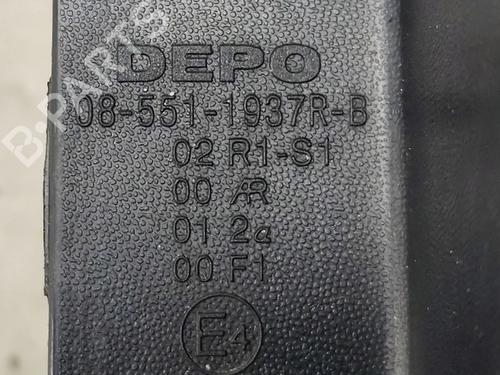 DEPO
08-551-1937R-B
02 R1-S1
00 AR
01 2a
00 F1
E4
B-PARTS